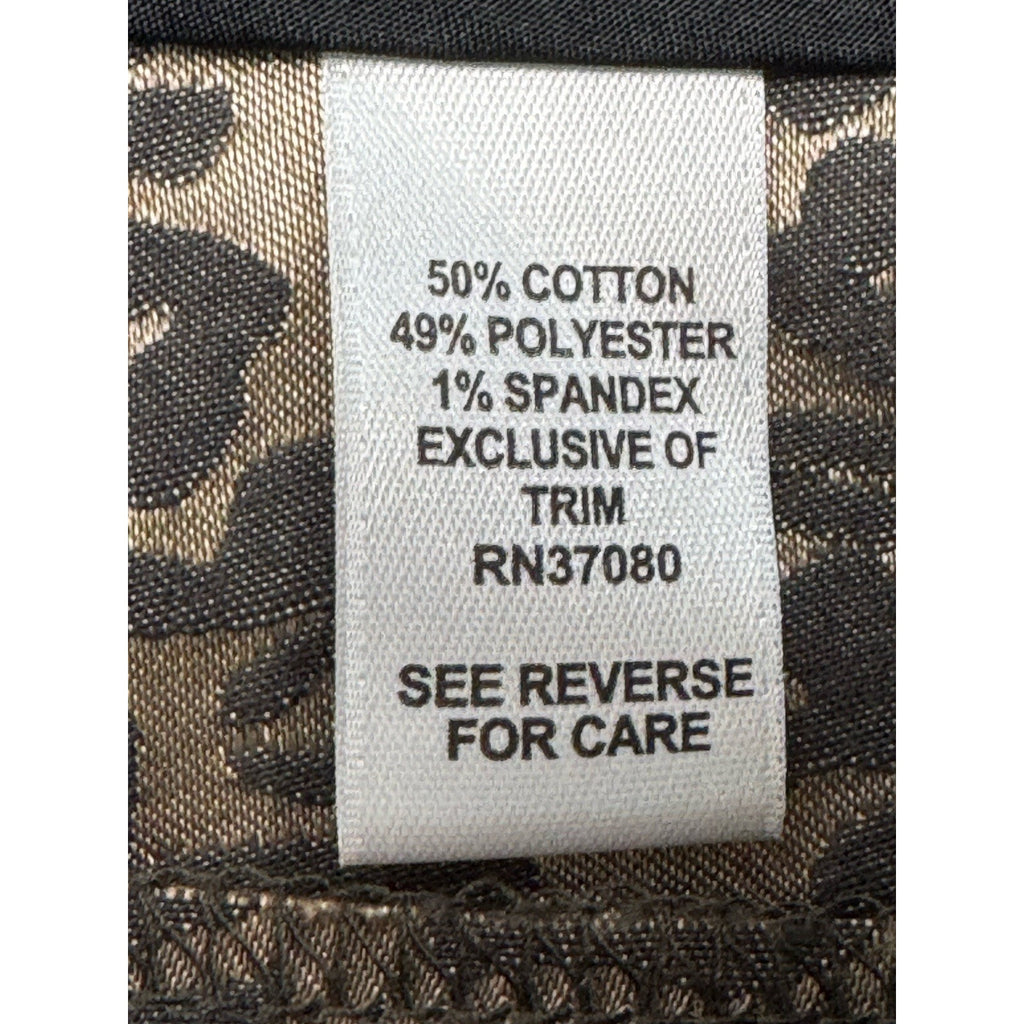 50% COTTON
49% POLYESTER
1% SPANDEX
EXCLUSIVE OF
TRIM
RN37080
SEE REVERSE
FOR CARE